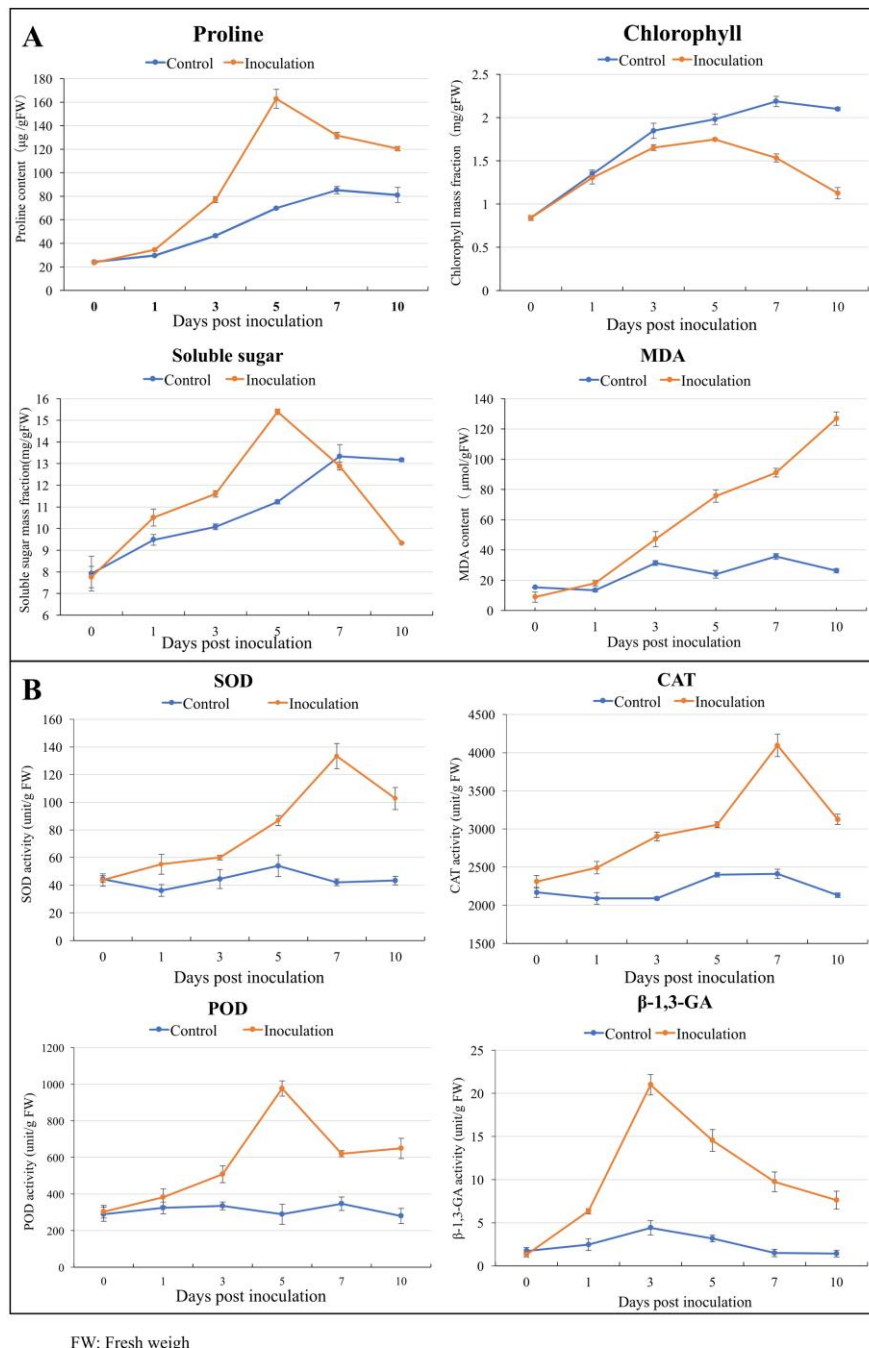 A
Proline
Control Inoculation
Proline content (μg /gFW)
180
160
140
120
100
80
60
40
20
0
0 1 3 5 7 10
Days post inoculation
Chlorophyll
Control Inoculation
Chlorophyll mass fraction (mg/gFW)
2.5
2
1.5
1
0.5
0
0 1 3 5 7 10
Days post inoculation
Soluble sugar
Control Inoculation
Soluble sugar mass fraction(mg/gFW)
16
15
14
13
12
11
10
9
8
7
6
0 1 3 5 7 10
Days post inoculation
MDA
Control Inoculation
MDA content ( μmol/gFW)
140
120
100
80
60
40
20
0
0 1 3 5 7 10
Days post inoculation
B
SOD
Control Inoculation
SOD activity (unit/g FW)
160
140
120
100
80
60
40
20
0
0 1 3 5 7 10
Days post inoculation
CAT
Control Inoculation
CAT activity (unit/g FW)
4500
4000
3500
3000
2500
2000
1500
0 1 3 5 7 10
Days post inoculation
POD
Control Inoculation
POD activity (unit/g FW)
1200
1000
800
600
400
200
0
0 1 3 5 7 10
Days post inoculation
β-1,3-GA
Control Inoculation
β-1,3-GA activity (unit/g FW)
25
20
15
10
5
0
0 1 3 5 7 10
Days post inoculation
FW: Fresh weigh